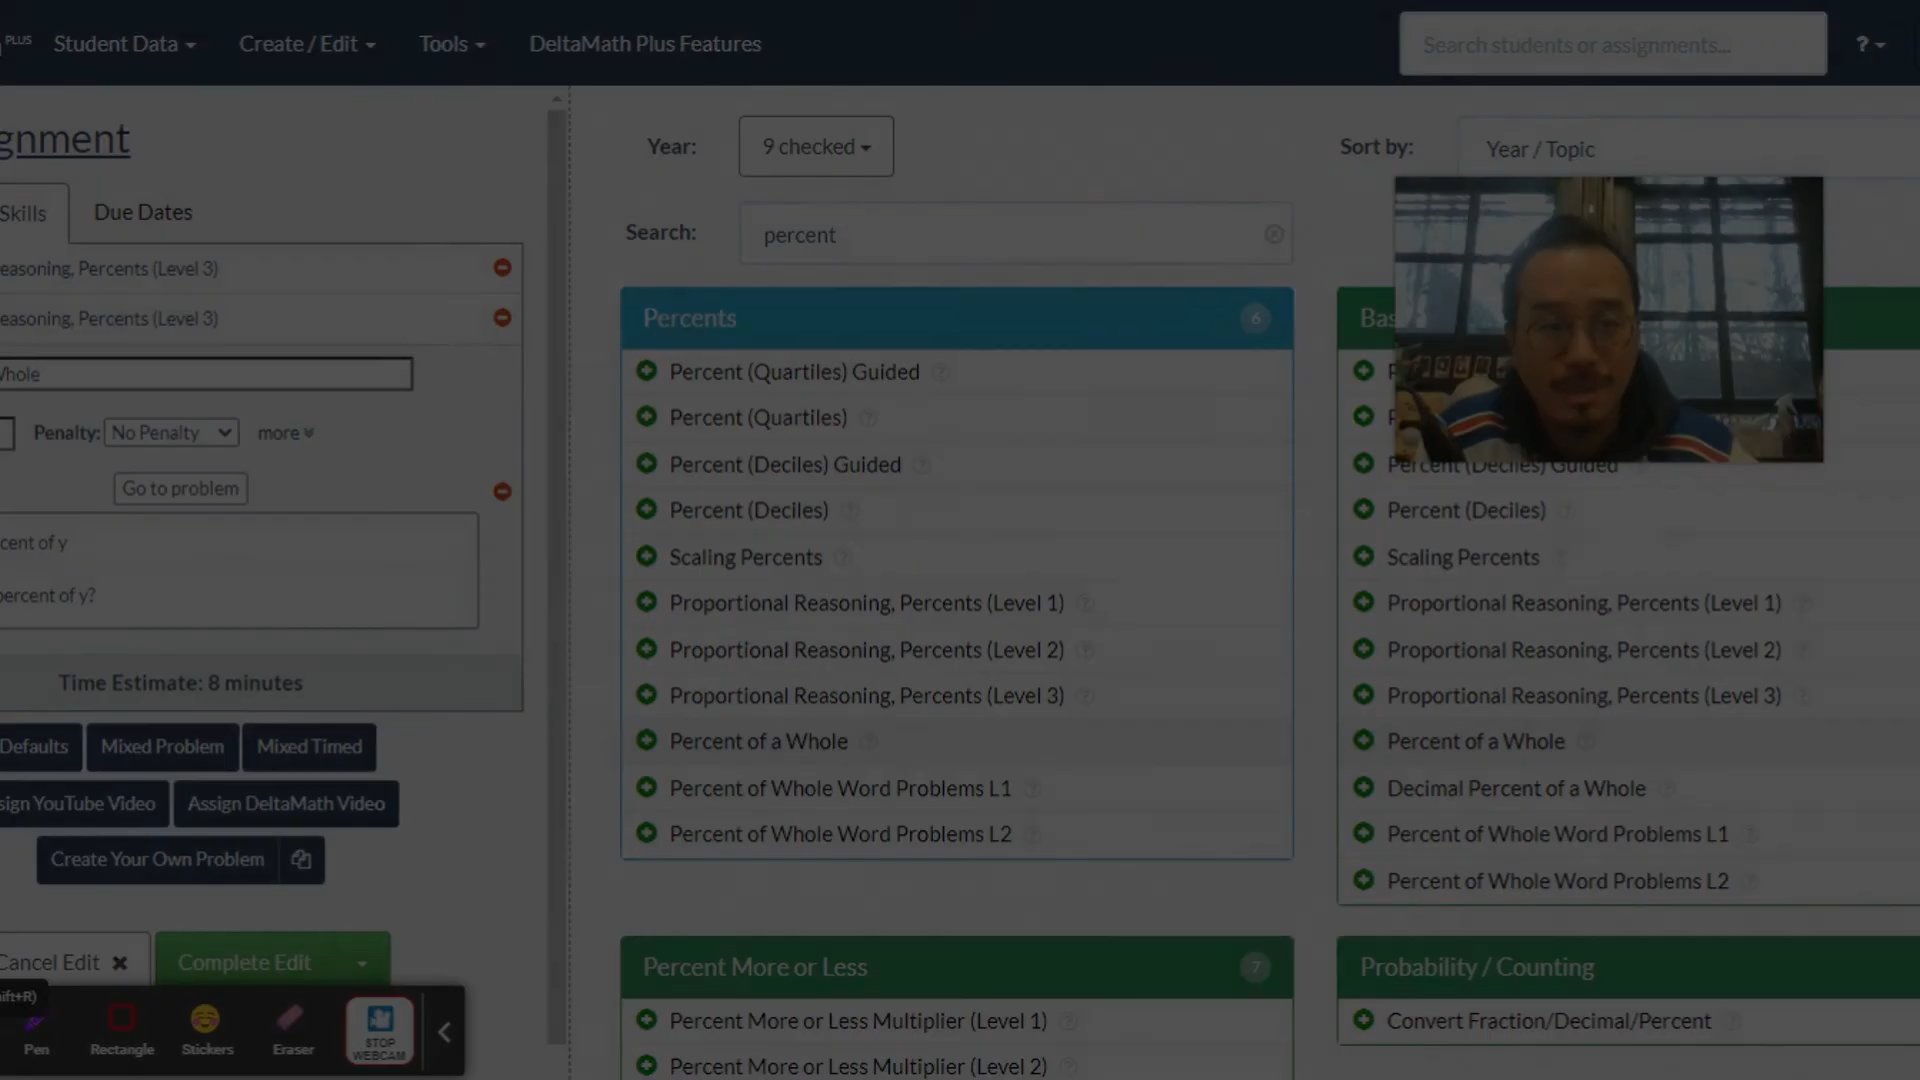 PLUS
Student Data
Create / Edit
Tools
DeltaMath Plus Features
Search students or assignments...
?
gnment
Skills
Due Dates
easoning, Percents (Level 3)
easoning, Percents (Level 3)
Whole
Penalty: No Penalty
more
Go to problem
cent of y
percent of y?
Time Estimate: 8 minutes
Defaults
Mixed Problem
Mixed Timed
sign YouTube Video
Assign DeltaMath Video
Create Your Own Problem
Cancel Edit
Complete Edit
ift+R)
Pen
Rectangle
Stickers
Eraser
STOP
WEBCAM
Year:
9 checked
Sort by:
Year / Topic
Search:
percent
Percents
6
Percent (Quartiles) Guided
Percent (Quartiles)
Percent (Deciles) Guided
Percent (Deciles)
Scaling Percents
Proportional Reasoning, Percents (Level 1)
Proportional Reasoning, Percents (Level 2)
Proportional Reasoning, Percents (Level 3)
Percent of a Whole
Percent of Whole Word Problems L1
Percent of Whole Word Problems L2
Bas
Percent (Deciles) Guided
Percent (Deciles)
Scaling Percents
Proportional Reasoning, Percents (Level 1)
Proportional Reasoning, Percents (Level 2)
Proportional Reasoning, Percents (Level 3)
Percent of a Whole
Decimal Percent of a Whole
Percent of Whole Word Problems L1
Percent of Whole Word Problems L2
Percent More or Less
7
Percent More or Less Multiplier (Level 1)
Percent More or Less Multiplier (Level 2)
Probability / Counting
Convert Fraction/Decimal/Percent